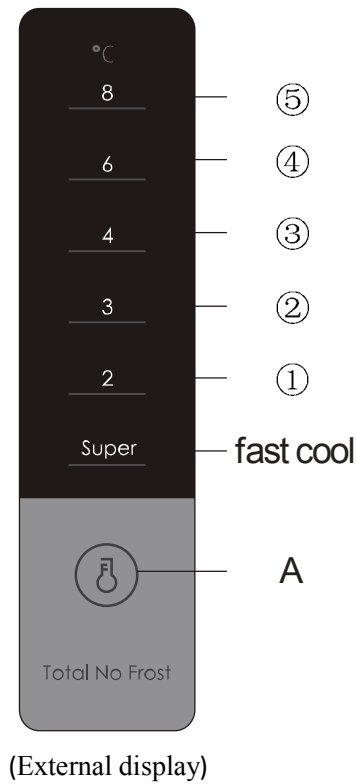 °C
8 ⑤
6 ④
4 ③
3 ②
2 ①
Super fast cool
A
Total No Frost
(External display)